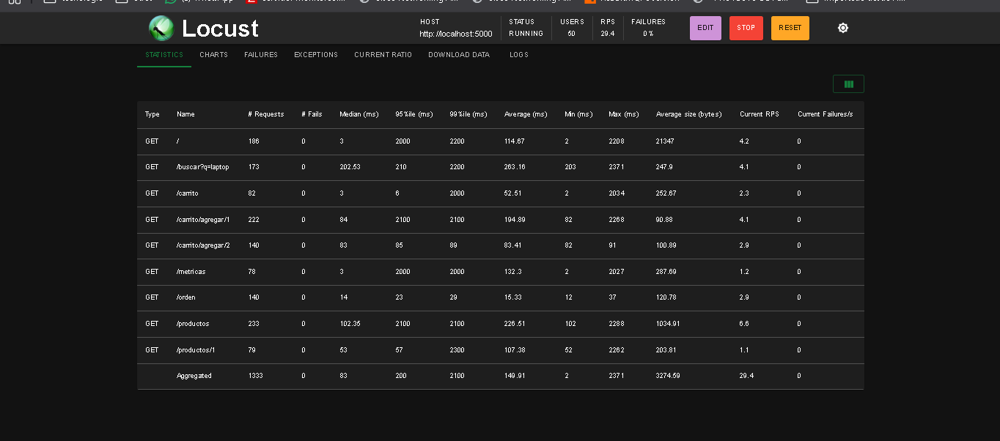 Locust
HOST
http://localhost:5000
STATUS
RUNNING
USERS
50
RPS
29.4
FAILURES
0%
EDIT
STOP
RESET
STATISTICS CHARTS FAILURES EXCEPTIONS CURRENT RATIO DOWNLOAD DATA LOGS
Type Name # Requests # Fails Median (ms) 95%ile (ms) 99%ile (ms) Average (ms) Min (ms) Max (ms) Average size (bytes) Current RPS Current Failures/s
GET / 186 0 3 2000 2200 114.67 2 2208 21347 4.2 0
GET /buscar?q=laptop 173 0 202.53 210 2200 263.16 203 2371 247.9 4.1 0
GET /carrito 82 0 3 6 2000 52.51 2 2034 252.67 2.3 0
GET /carrito/agregar/1 222 0 84 2100 2100 194.89 82 2268 90.88 4.1 0
GET /carrito/agregar/2 140 0 83 85 89 83.41 82 91 100.89 2.9 0
GET /metricas 78 0 3 2000 2000 132.3 2 2027 287.69 1.2 0
GET /orden 140 0 14 23 29 15.33 12 37 120.78 2.9 0
GET /productos 233 0 102.35 2100 2100 226.51 102 2288 1034.91 6.6 0
GET /productos/1 79 0 53 57 2300 107.38 52 2262 203.81 1.1 0
Aggregated 1333 0 83 200 2100 149.91 2 2371 3274.59 29.4 0